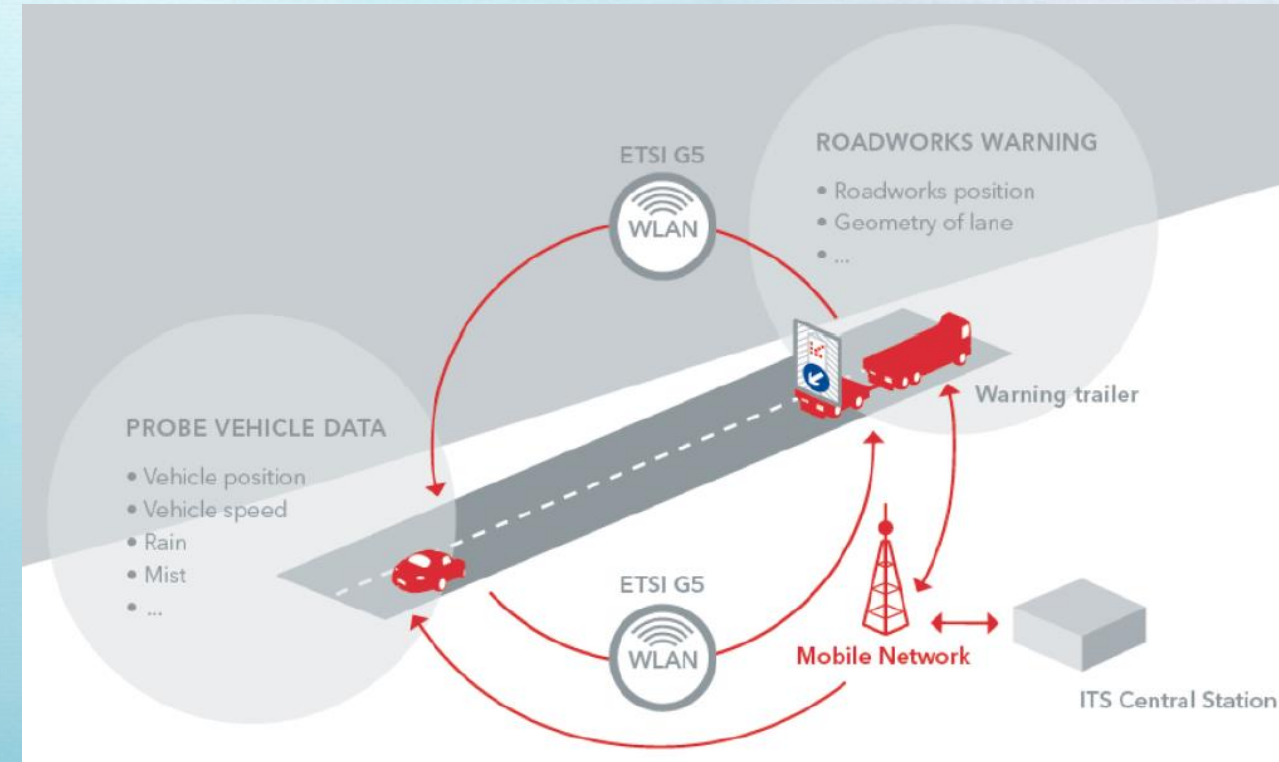 ETSI G5
WLAN
ROADWORKS WARNING
• Roadworks position
• Geometry of lane
• ...
Warning trailer
PROBE VEHICLE DATA
• Vehicle position
• Vehicle speed
• Rain
• Mist
• ...
ETSI G5
WLAN
Mobile Network
ITS Central Station